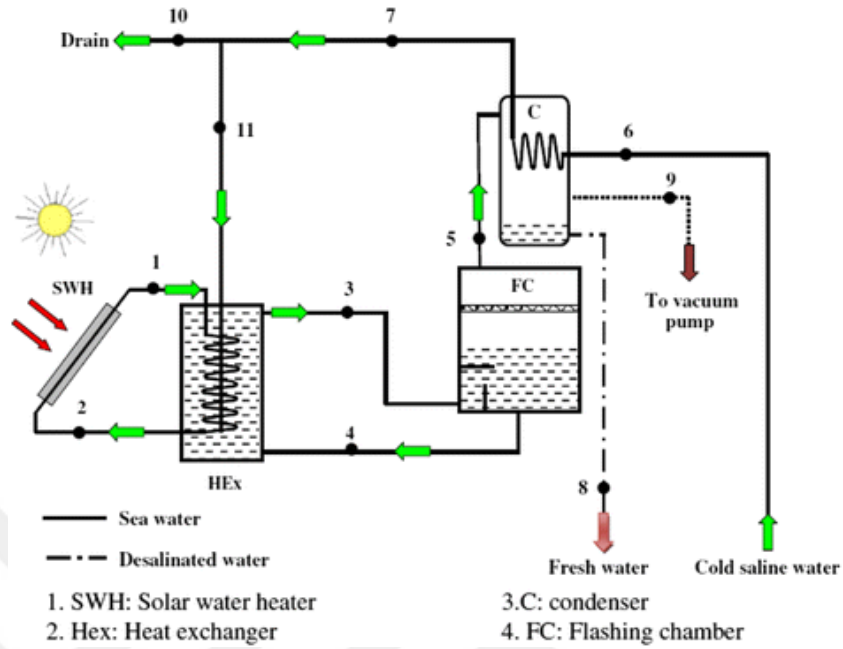 10
7
Drain
C
11
6
9
SWH
1
5
FC
3
To vacuum
pump
2
4
HEx
8
Sea water
Desalinated water
Fresh water
Cold saline water
1. SWH: Solar water heater
3.C: condenser
2. Hex: Heat exchanger
4. FC: Flashing chamber